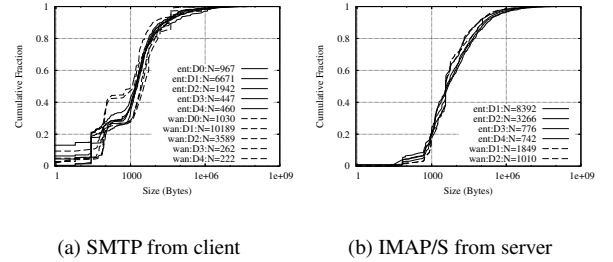 1
0.8
0.6
0.4
0.2
0
Cumulative Fraction
ent:D0:N=967
ent:D1:N=6671
ent:D2:N=1942
ent:D3:N=447
ent:D4:N=460
wan:D0:N=1030
wan:D1:N=10189
wan:D2:N=3589
wan:D3:N=262
wan:D4:N=222
1 1000 1e+06 1e+09
Size (Bytes)
(a) SMTP from client
1
0.8
0.6
0.4
0.2
0
Cumulative Fraction
ent:D1:N=8392
ent:D2:N=3266
ent:D3:N=776
ent:D4:N=742
wan:D1:N=1849
wan:D2:N=1010
1 1000 1e+06 1e+09
Size (Bytes)
(b) IMAP/S from server